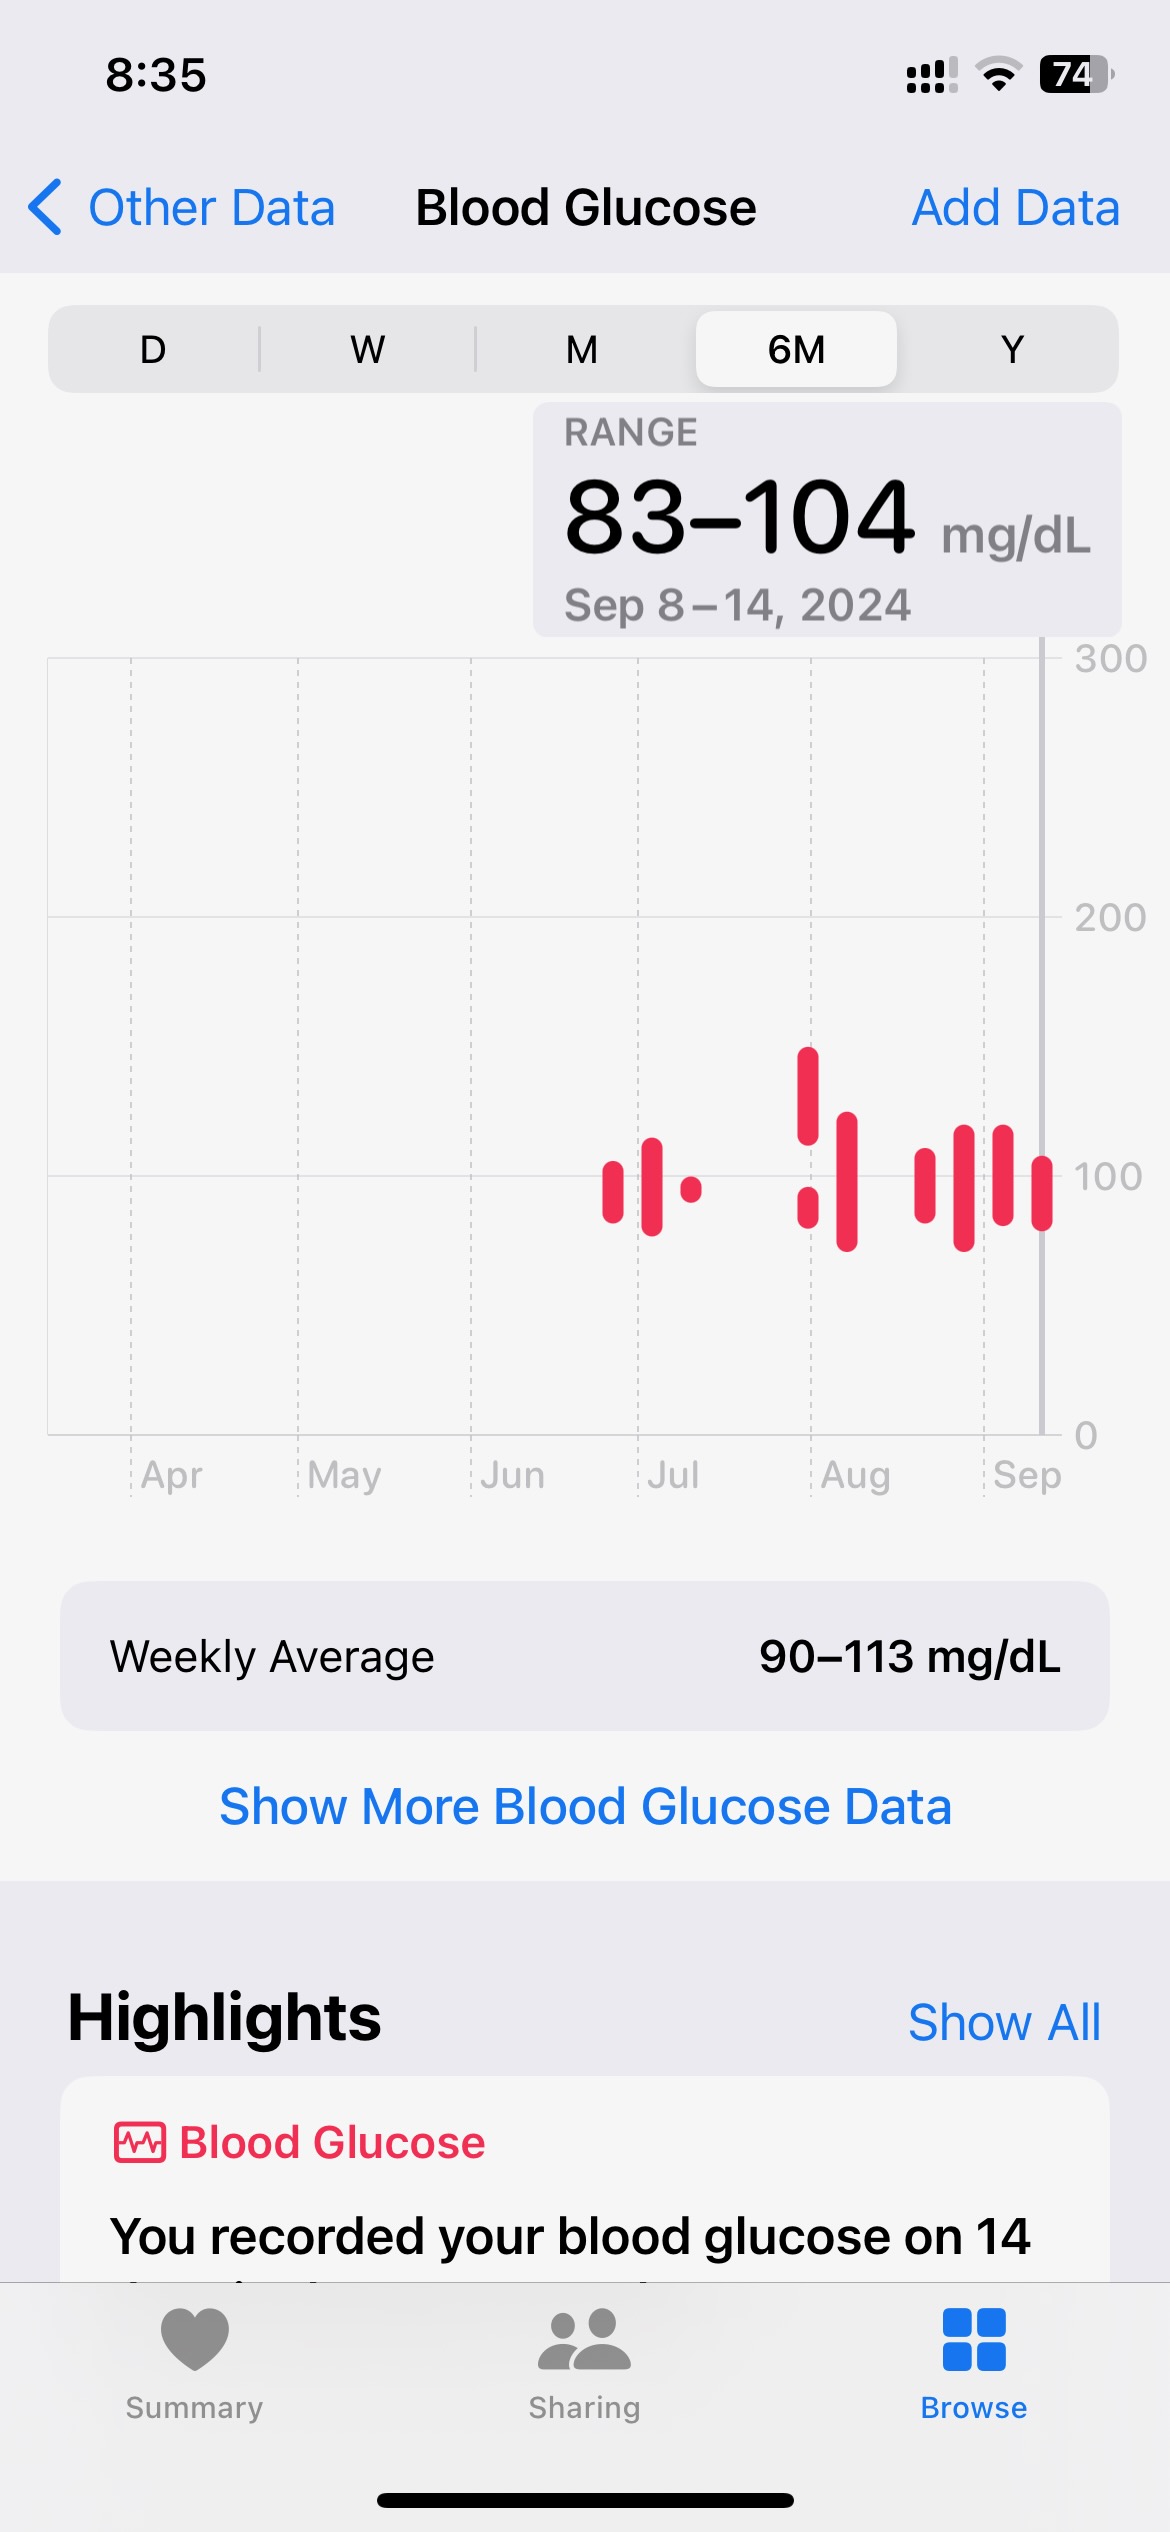 8:35
74
Other Data
Blood Glucose
Add Data
D W M 6M Y
RANGE
83–104 mg/dL
Sep 8–14, 2024
300
200
100
0
Apr May Jun Jul Aug Sep
Weekly Average 90–113 mg/dL
Show More Blood Glucose Data
Highlights Show All
Blood Glucose
You recorded your blood glucose on 14
Summary Sharing Browse